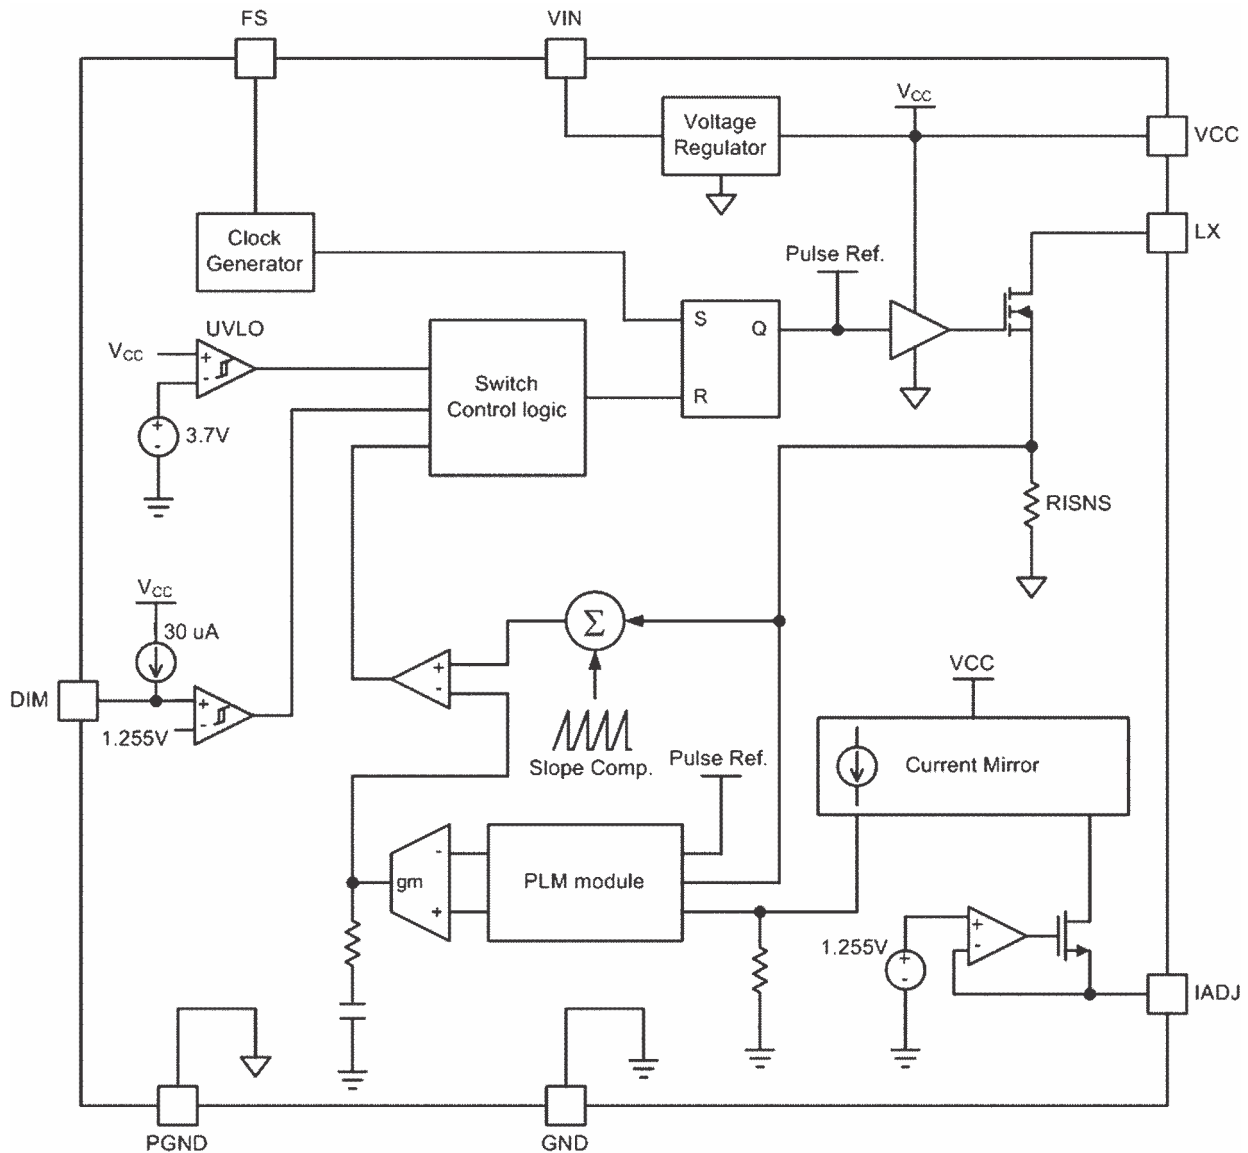 FS
VIN
VCC
Voltage
Regulator
VCC
LX
Clock
Generator
Pulse Ref.
UVLO
VCC
+
-
S
Q
R
Switch
Control logic
+
-
3.7V
RISNS
VCC
30 uA
Σ
DIM
+
-
1.255V
+
-
Slope Comp.
Pulse Ref.
VCC
Current Mirror
-
gm
+
PLM module
1.255V
+
-
+
-
IADJ
PGND
GND